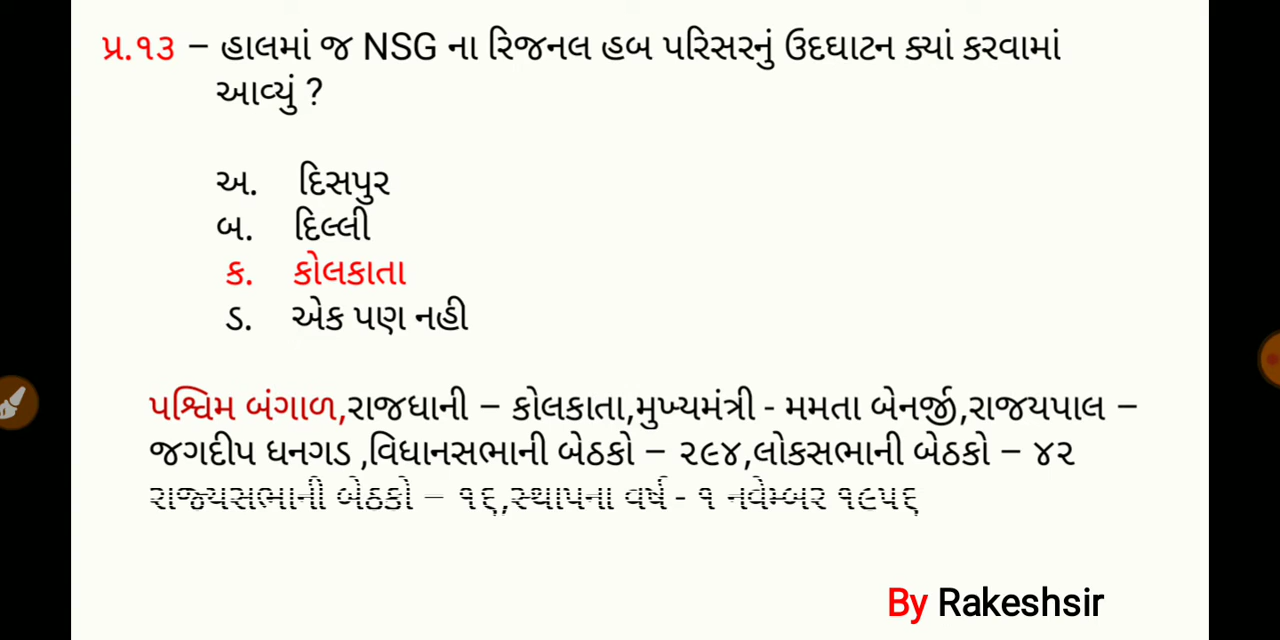 પ્ર.૧૩ – હાલમાં જ NSG ના રિજનલ હબ પરિસરનું ઉદઘાટન ક્યાં કરવામાં
આવ્યું ?
અ. દિસપુર
બ. દિલ્લી
ક. કોલકાતા
ડ. એક પણ નહી
પશ્વિમ બંગાળ,રાજધાની – કોલકાતા,મુખ્યમંત્રી - મમતા બેનર્જી,રાજયપાલ –
જગદીપ ધનગડ ,વિધાનસભાની બેઠકો – ૨૯૪,લોકસભાની બેઠકો – ૪૨
રાજ્યસભાની બેઠકો – ૧૬,સ્થાપના વર્ષ - ૧ નવેમ્બર ૧૯૫૬
By Rakeshsir